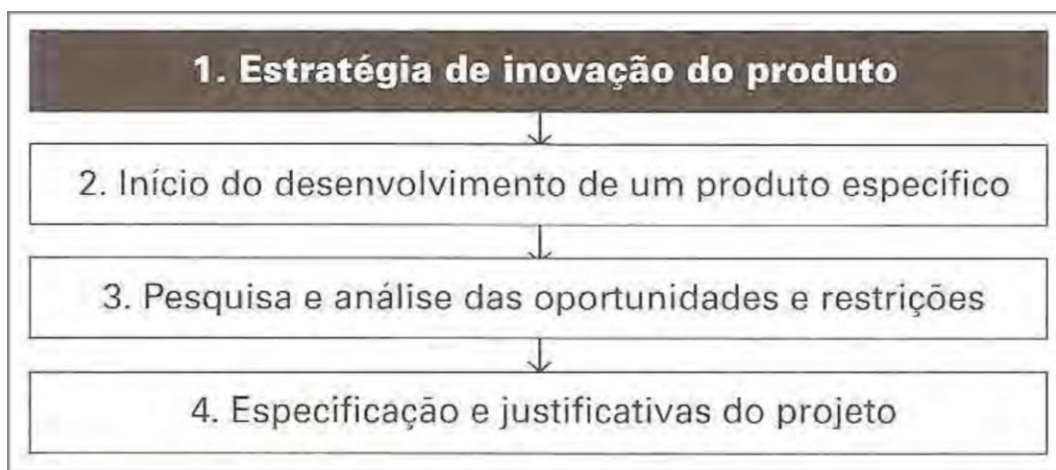 1. Estratégia de inovação do produto
2. Início do desenvolvimento de um produto específico
3. Pesquisa e análise das oportunidades e restrições
4. Especificação e justificativas do projeto